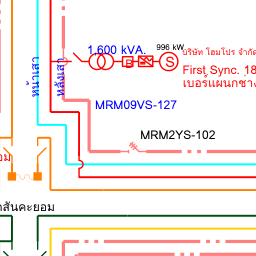 1,600 kVA.
996 kW
B
S
บริษัท โฮมโปร จำกัด
First Sync. 18
เบอร์แผนกชาง
หน้าเสา
หลังเสา
MRM09VS-127
MRM2YS-102
อม
สันคะยอม